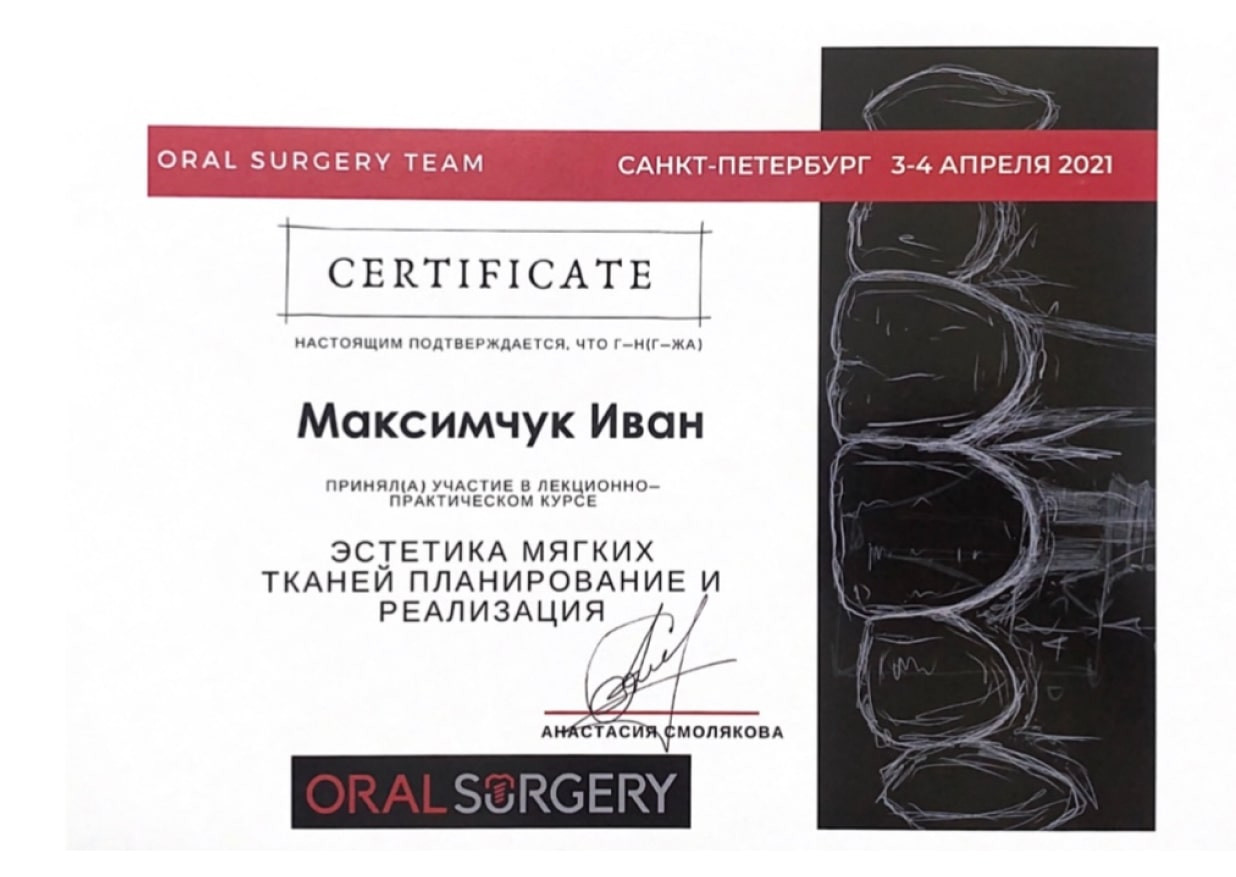 ORAL SURGERY TEAM САНКТ-ПЕТЕРБУРГ 3-4 АПРЕЛЯ 2021
CERTIFICATE
НАСТОЯЩИМ ПОДТВЕРЖДАЕТСЯ, ЧТО Г—Н(Г—ЖА)
Максимчук Иван
ПРИНЯЛ(А) УЧАСТИЕ В ЛЕКЦИОННО—
ПРАКТИЧЕСКОМ КУРСЕ
ЭСТЕТИКА МЯГКИХ
ТКАНЕЙ ПЛАНИРОВАНИЕ И
РЕАЛИЗАЦИЯ
АНАСТАСИЯ СМОЛЯКОВА
ORAL SURGERY